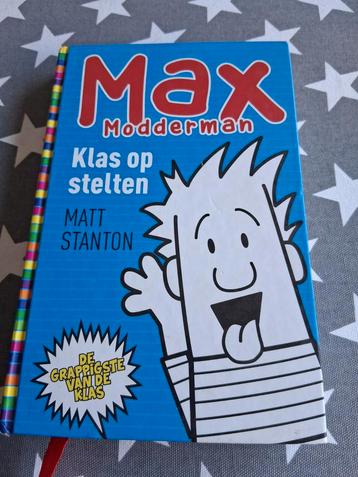 Max
Modderman
Klas op
stelten
MATT
STANTON
DE
GRAPPIGSTE
VAN DE
KLAS